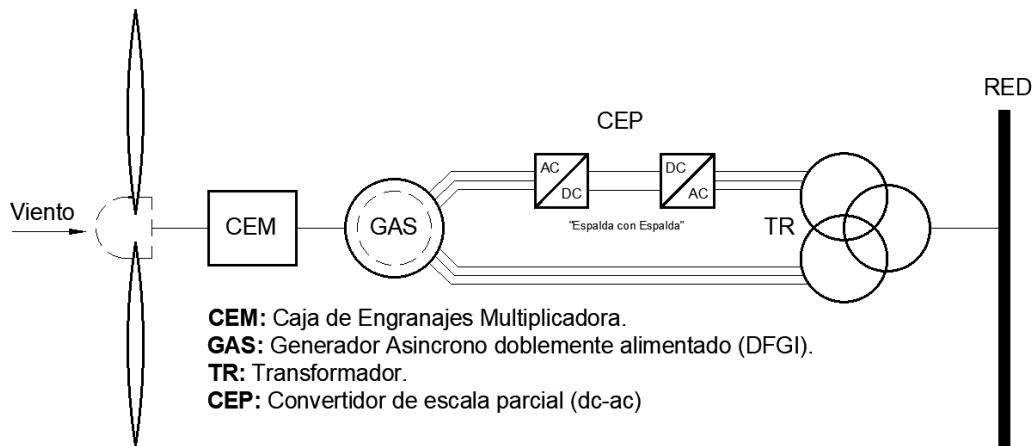 RED
CEP
AC
DC
DC
AC
Viento
CEM
GAS
"Espalda con Espalda"
TR
CEM: Caja de Engranajes Multiplicadora.
GAS: Generador Asincrono doblemente alimentado (DFGI).
TR: Transformador.
CEP: Convertidor de escala parcial (dc-ac)